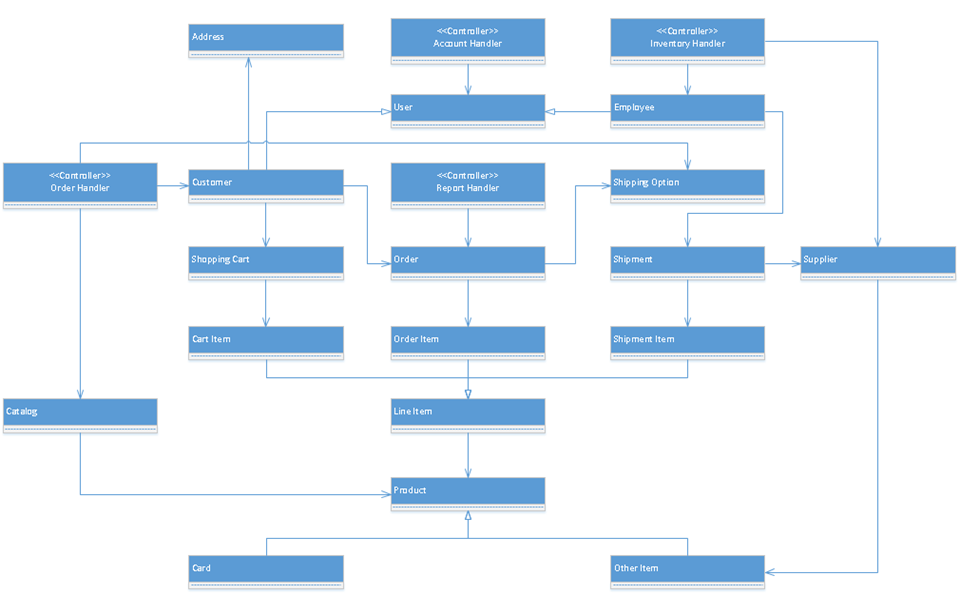 Address
<<Controller>>
Account Handler
<<Controller>>
Inventory Handler
User
Employee
<<Controller>>
Order Handler
Customer
<<Controller>>
Report Handler
Shipping Option
Shopping Cart
Order
Shipment
Supplier
Cart Item
Order Item
Shipment Item
Catalog
Line Item
Product
Card
Other Item